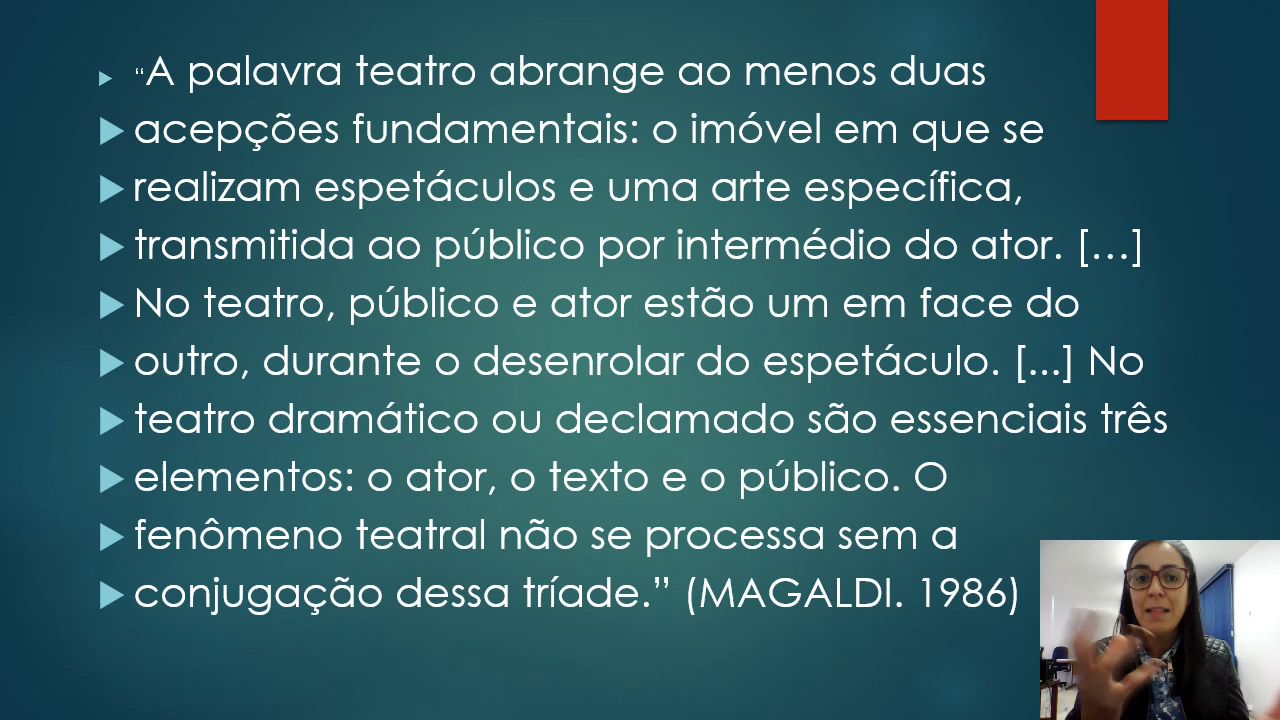 “A palavra teatro abrange ao menos duas
acepções fundamentais: o imóvel em que se
realizam espetáculos e uma arte específica,
transmitida ao público por intermédio do ator. […]
No teatro, público e ator estão um em face do
outro, durante o desenrolar do espetáculo. [...] No
teatro dramático ou declamado são essenciais três
elementos: o ator, o texto e o público. O
fenômeno teatral não se processa sem a
conjugação dessa tríade.” (MAGALDI. 1986)